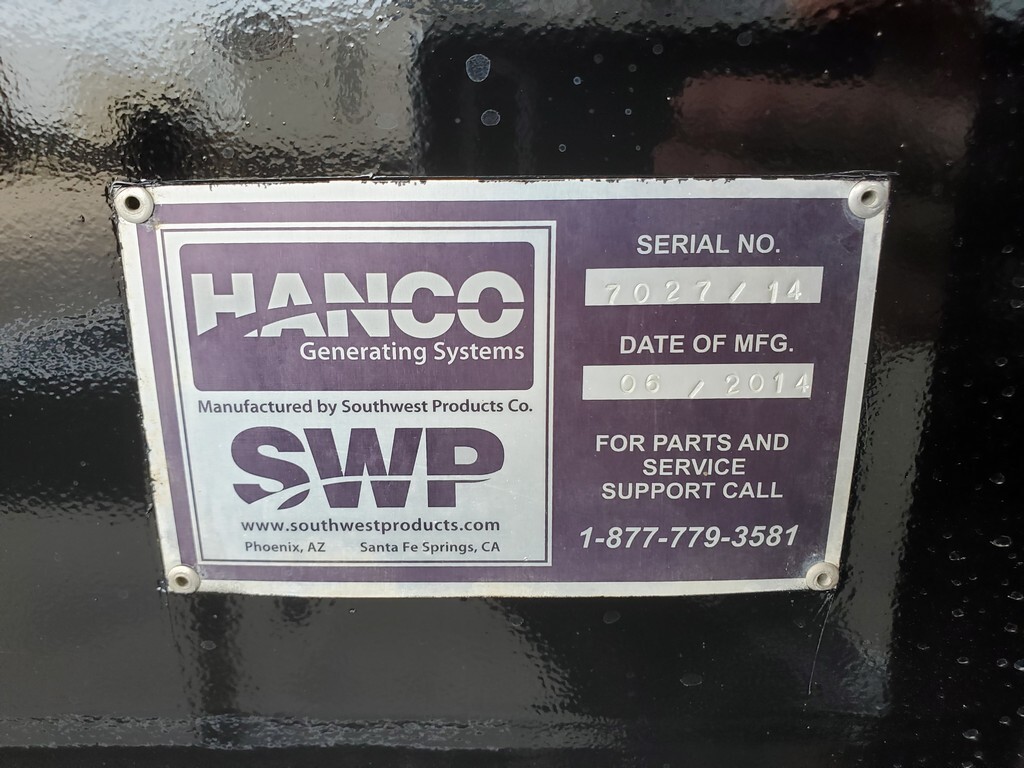 HANCO
Generating Systems
Manufactured by Southwest Products Co.
SWP
www.southwestproducts.com
Phoenix, AZ Santa Fe Springs, CA
SERIAL NO.
7027/14
DATE OF MFG.
06/2014
FOR PARTS AND
SERVICE
SUPPORT CALL
1-877-779-3581